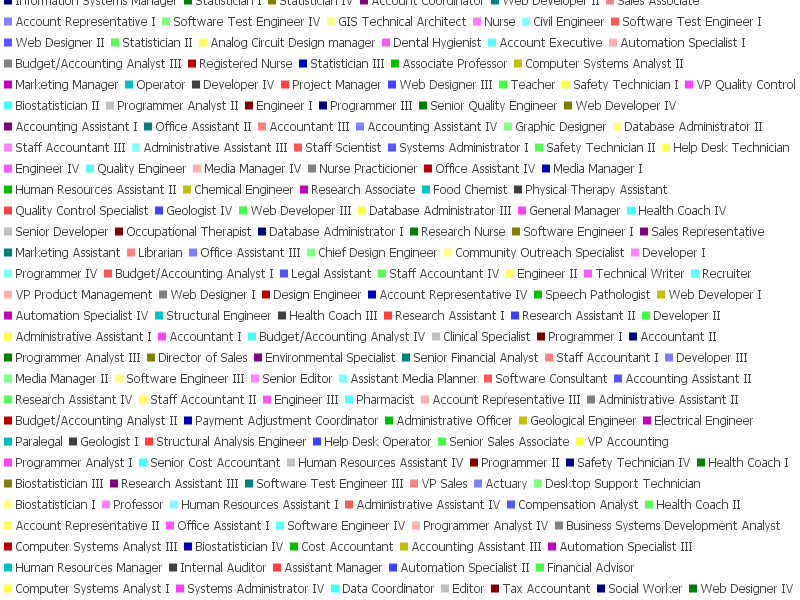 Information Systems Manager Statistician I Statistician IV Account Coordinator Web Developer II Sales Associate
Account Representative I Software Test Engineer IV GIS Technical Architect Nurse Civil Engineer Software Test Engineer I
Web Designer II Statistician II Analog Circuit Design manager Dental Hygienist Account Executive Automation Specialist I
Budget/Accounting Analyst III Registered Nurse Statistician III Associate Professor Computer Systems Analyst II
Marketing Manager Operator Developer IV Project Manager Web Designer III Teacher Safety Technician I VP Quality Control
Biostatistician II Programmer Analyst II Engineer I Programmer III Senior Quality Engineer Web Developer IV
Accounting Assistant I Office Assistant II Accountant III Accounting Assistant IV Graphic Designer Database Administrator II
Staff Accountant III Administrative Assistant III Staff Scientist Systems Administrator I Safety Technician II Help Desk Technician
Engineer IV Quality Engineer Media Manager IV Nurse Practicioner Office Assistant IV Media Manager I
Human Resources Assistant II Chemical Engineer Research Associate Food Chemist Physical Therapy Assistant
Quality Control Specialist Geologist IV Web Developer III Database Administrator III General Manager Health Coach IV
Senior Developer Occupational Therapist Database Administrator I Research Nurse Software Engineer I Sales Representative
Marketing Assistant Librarian Office Assistant III Chief Design Engineer Community Outreach Specialist Developer I
Programmer IV Budget/Accounting Analyst I Legal Assistant Staff Accountant IV Engineer II Technical Writer Recruiter
VP Product Management Web Designer I Design Engineer Account Representative IV Speech Pathologist Web Developer I
Automation Specialist IV Structural Engineer Health Coach III Research Assistant I Research Assistant II Developer II
Administrative Assistant I Accountant I Budget/Accounting Analyst IV Clinical Specialist Programmer I Accountant II
Programmer Analyst III Director of Sales Environmental Specialist Senior Financial Analyst Staff Accountant I Developer III
Media Manager II Software Engineer III Senior Editor Assistant Media Planner Software Consultant Accounting Assistant II
Research Assistant IV Staff Accountant II Engineer III Pharmacist Account Representative III Administrative Assistant II
Budget/Accounting Analyst II Payment Adjustment Coordinator Administrative Officer Geological Engineer Electrical Engineer
Paralegal Geologist I Structural Analysis Engineer Help Desk Operator Senior Sales Associate VP Accounting
Programmer Analyst I Senior Cost Accountant Human Resources Assistant IV Programmer II Safety Technician IV Health Coach I
Biostatistician III Research Assistant III Software Test Engineer III VP Sales Actuary Desktop Support Technician
Biostatistician I Professor Human Resources Assistant I Administrative Assistant IV Compensation Analyst Health Coach II
Account Representative II Office Assistant I Software Engineer IV Programmer Analyst IV Business Systems Development Analyst
Computer Systems Analyst III Biostatistician IV Cost Accountant Accounting Assistant III Automation Specialist III
Human Resources Manager Internal Auditor Assistant Manager Automation Specialist II Financial Advisor
Computer Systems Analyst I Systems Administrator IV Data Coordinator Editor Tax Accountant Social Worker Web Designer IV